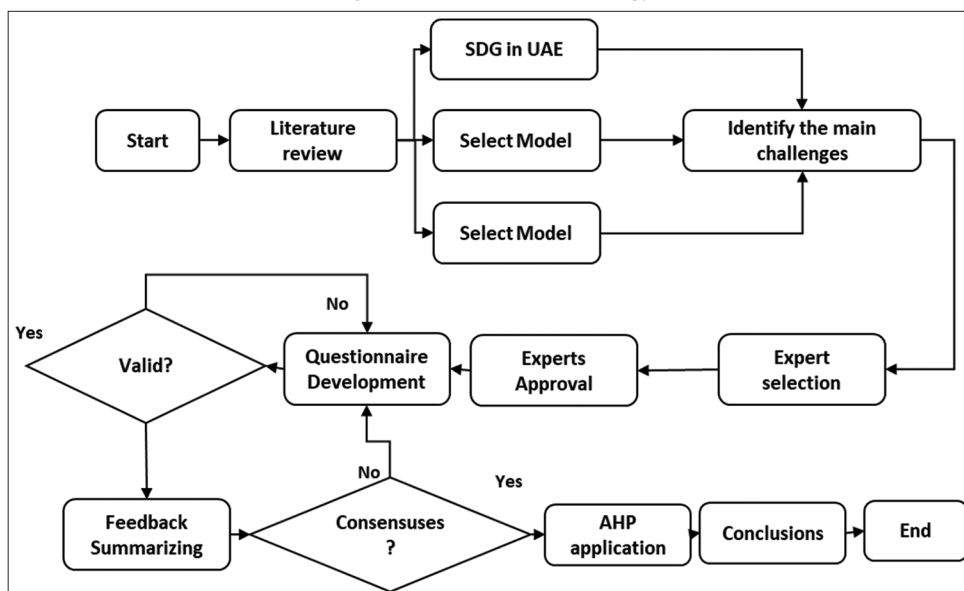 SDG in UAE
Start
Literature
review
Select Model
Identify the main
challenges
Select Model
No
Yes
Valid?
Questionnaire
Development
Experts
Approval
Expert
selection
No
Yes
Feedback
Summarizing
Consensuses
?
AHP
application
Conclusions
End